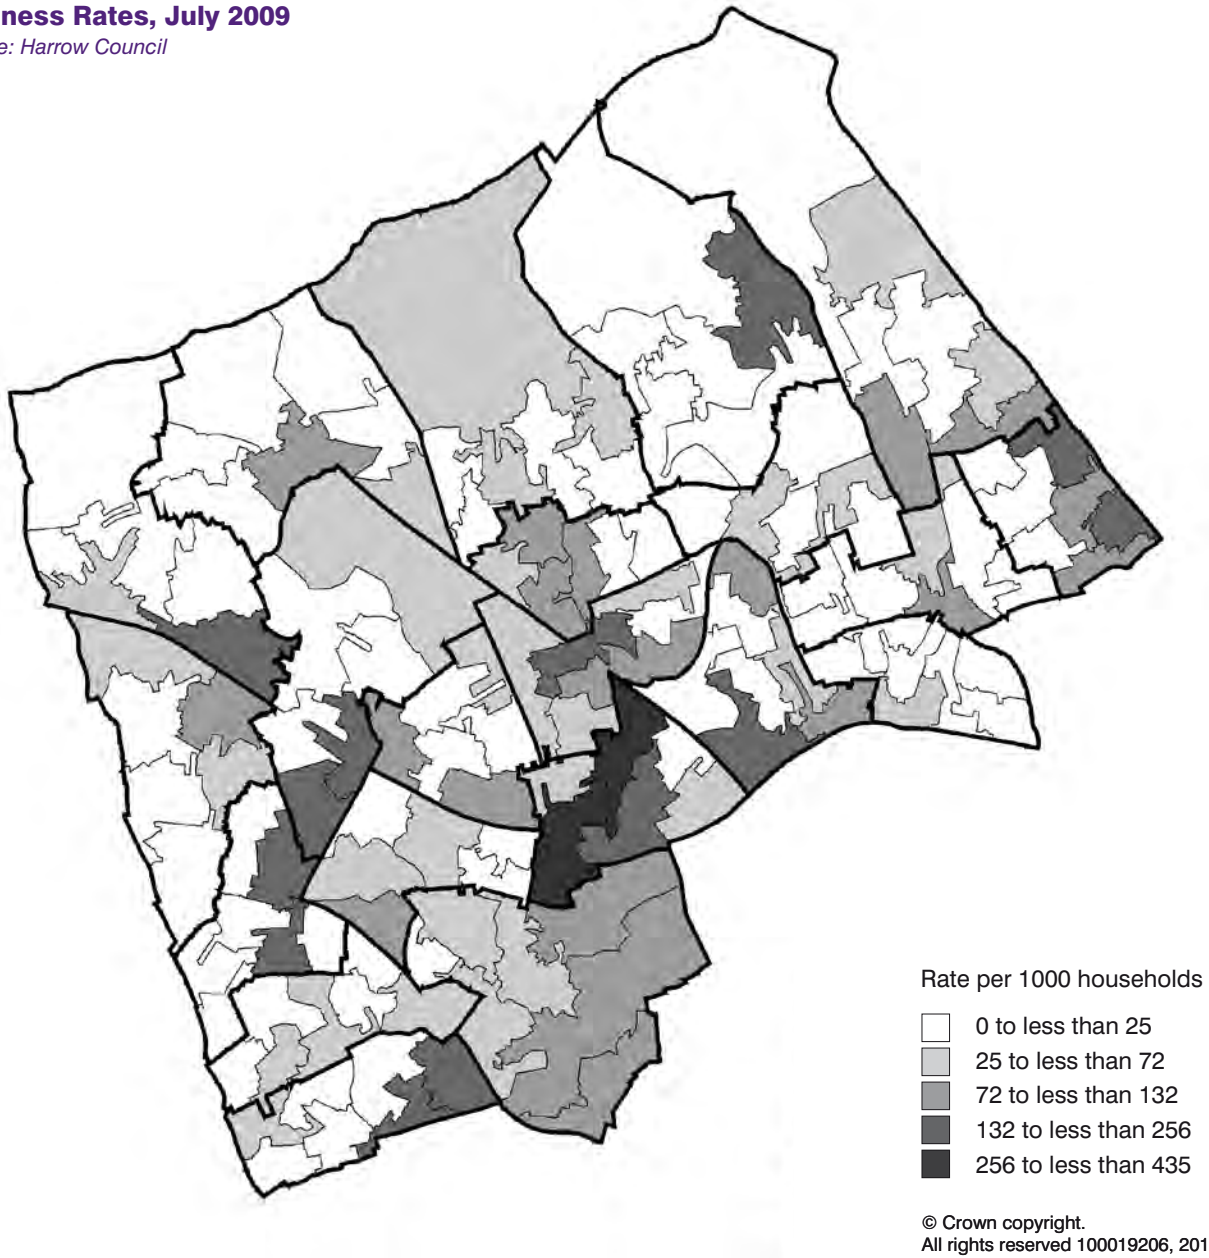 ness Rates, July 2009
e: Harrow Council
Rate per 1000 households
0 to less than 25
25 to less than 72
72 to less than 132
132 to less than 256
256 to less than 435
© Crown copyright.
All rights reserved 100019206, 201